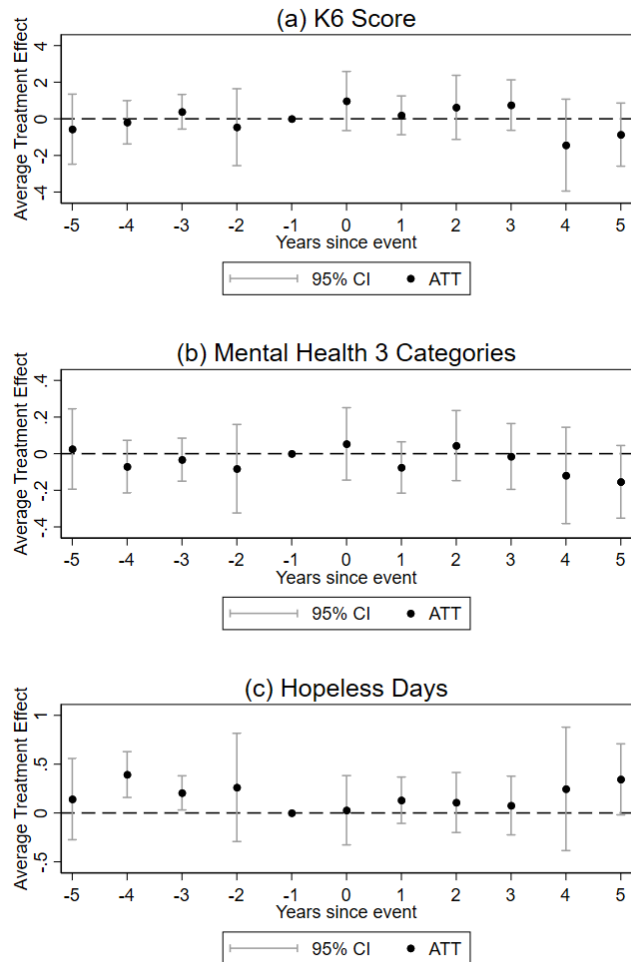 (a) K6 Score
Average Treatment Effect
4
2
0
-2
-4
-5 -4 -3 -2 -1 0 1 2 3 4 5
Years since event
95% CI ATT
(b) Mental Health 3 Categories
Average Treatment Effect
.4
.2
0
-.2
-.4
-5 -4 -3 -2 -1 0 1 2 3 4 5
Years since event
95% CI ATT
(c) Hopeless Days
Average Treatment Effect
1
.5
0
-.5
-5 -4 -3 -2 -1 0 1 2 3 4 5
Years since event
95% CI ATT